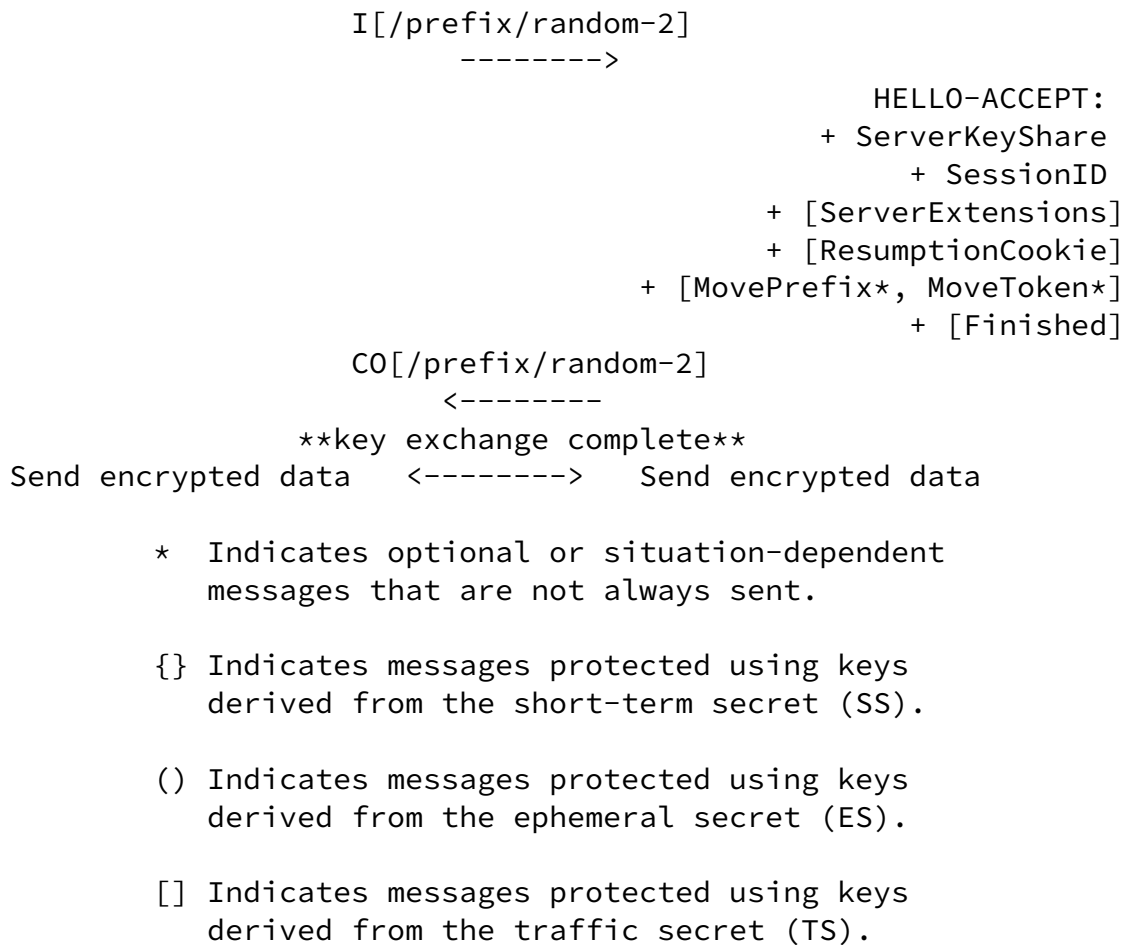 I[/prefix/random-2]
-------->
HELLO-ACCEPT:
+ ServerKeyShare
+ SessionID
+ [ServerExtensions]
+ [ResumptionCookie]
+ [MovePrefix*, MoveToken*]
+ [Finished]
CO[/prefix/random-2]
<--------
**key exchange complete**
Send encrypted data <--------> Send encrypted data
* Indicates optional or situation-dependent
messages that are not always sent.
{} Indicates messages protected using keys
derived from the short-term secret (SS).
() Indicates messages protected using keys
derived from the ephemeral secret (ES).
[] Indicates messages protected using keys
derived from the traffic secret (TS).